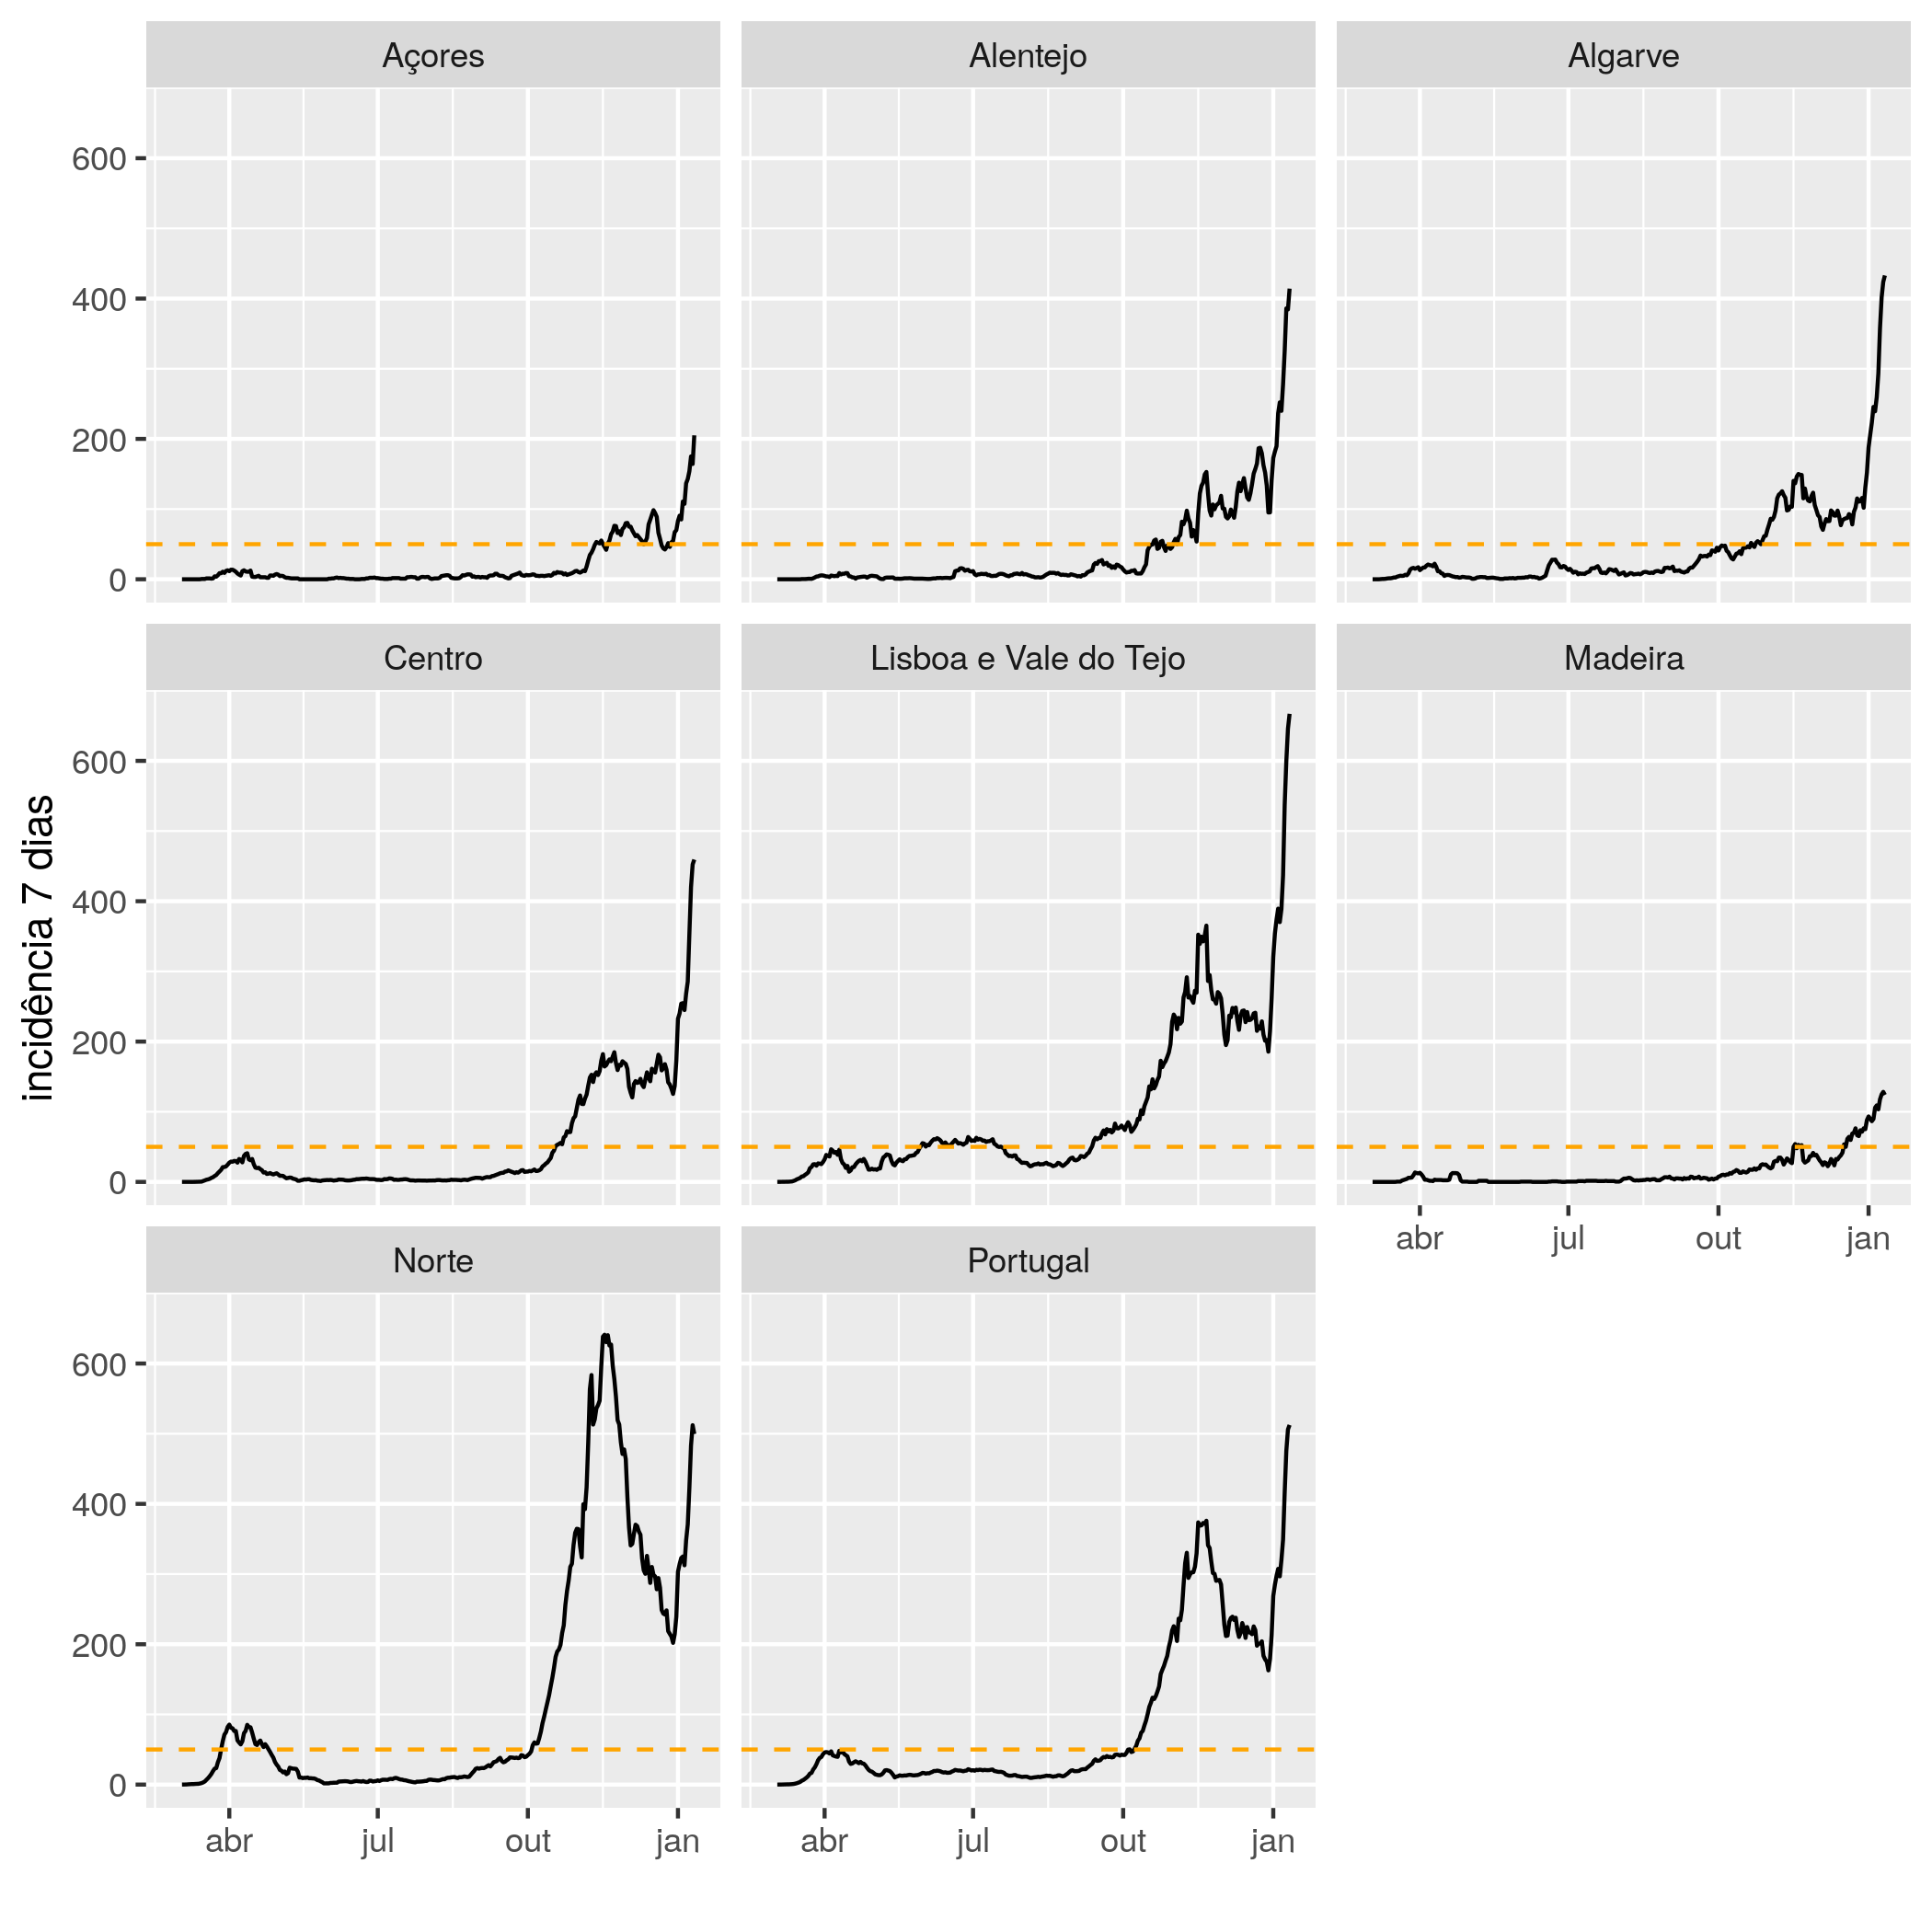 Açores
Alentejo
Algarve
600
400
200
0
Centro
Lisboa e Vale do Tejo
Madeira
600
400
200
0
incidência 7 dias
abr
jul
out
jan
Norte
Portugal
600
400
200
0
abr
jul
out
jan
abr
jul
out
jan